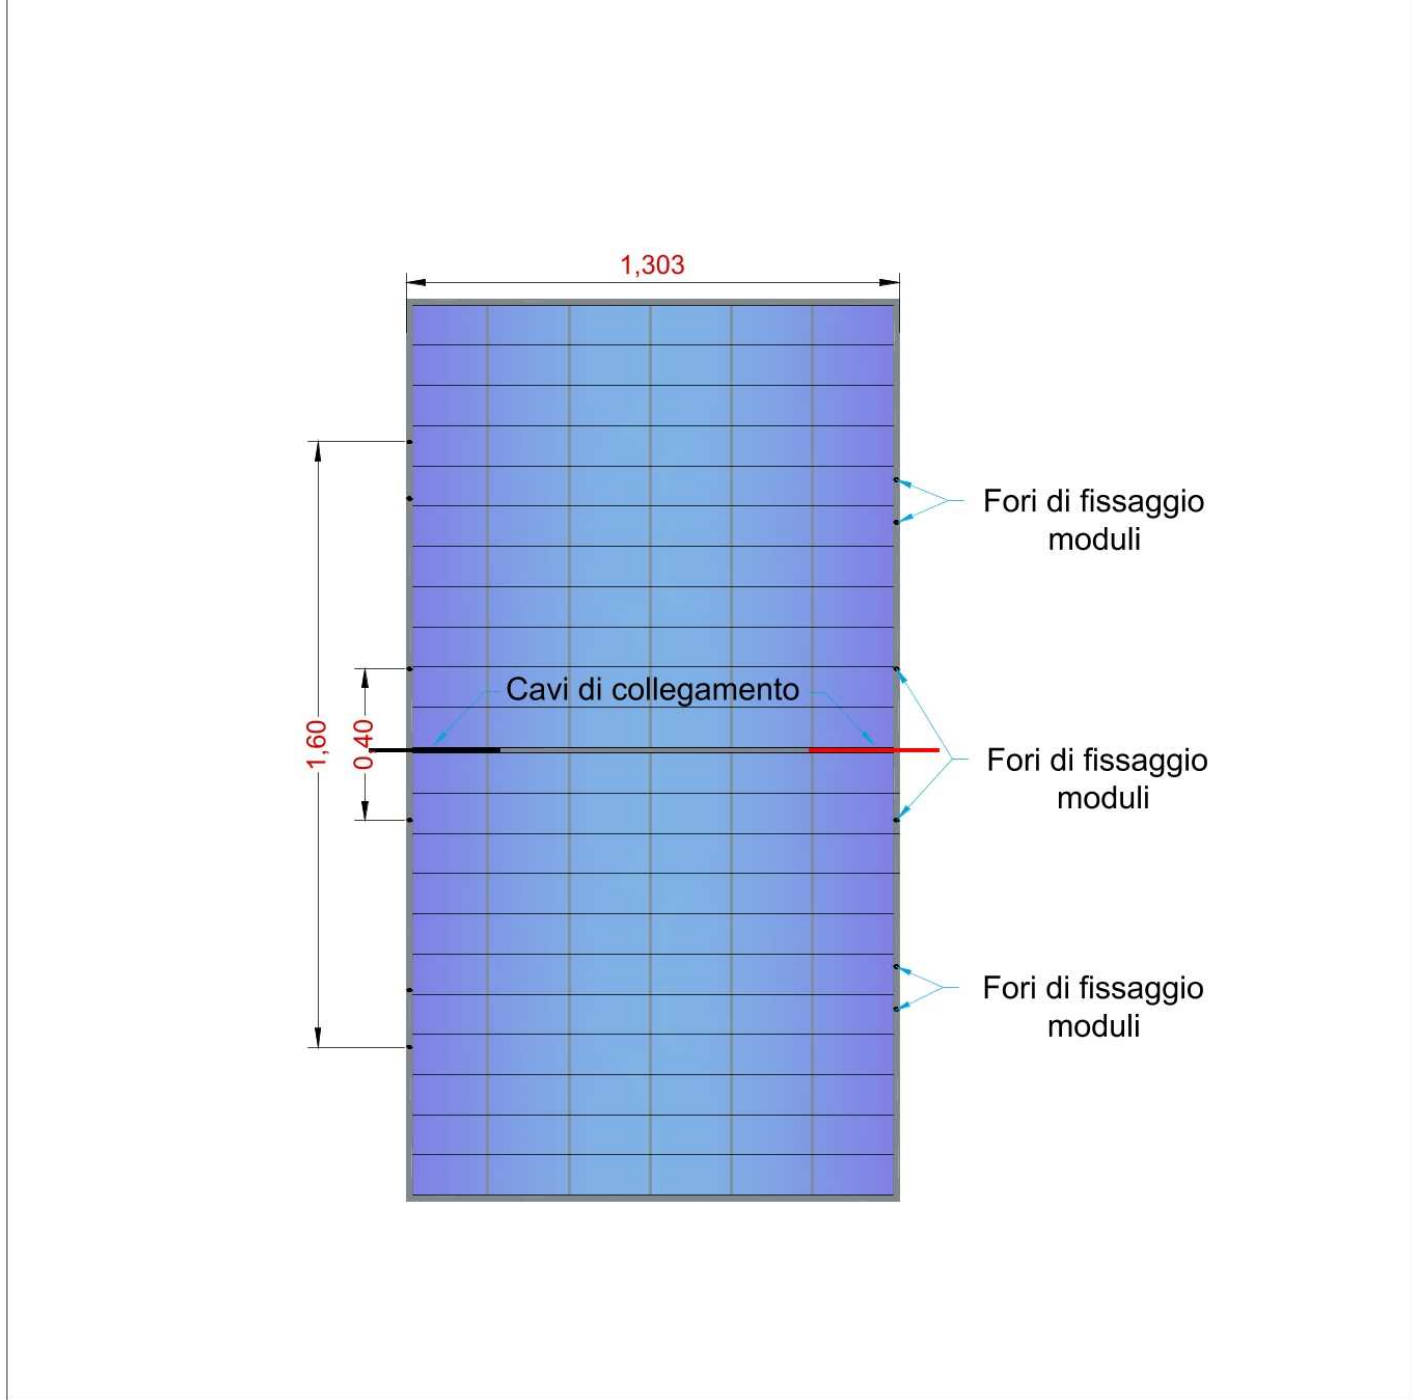 1,303
Fori di fissaggio
moduli
Cavi di collegamento
1,60
0,40
Fori di fissaggio
moduli
Fori di fissaggio
moduli